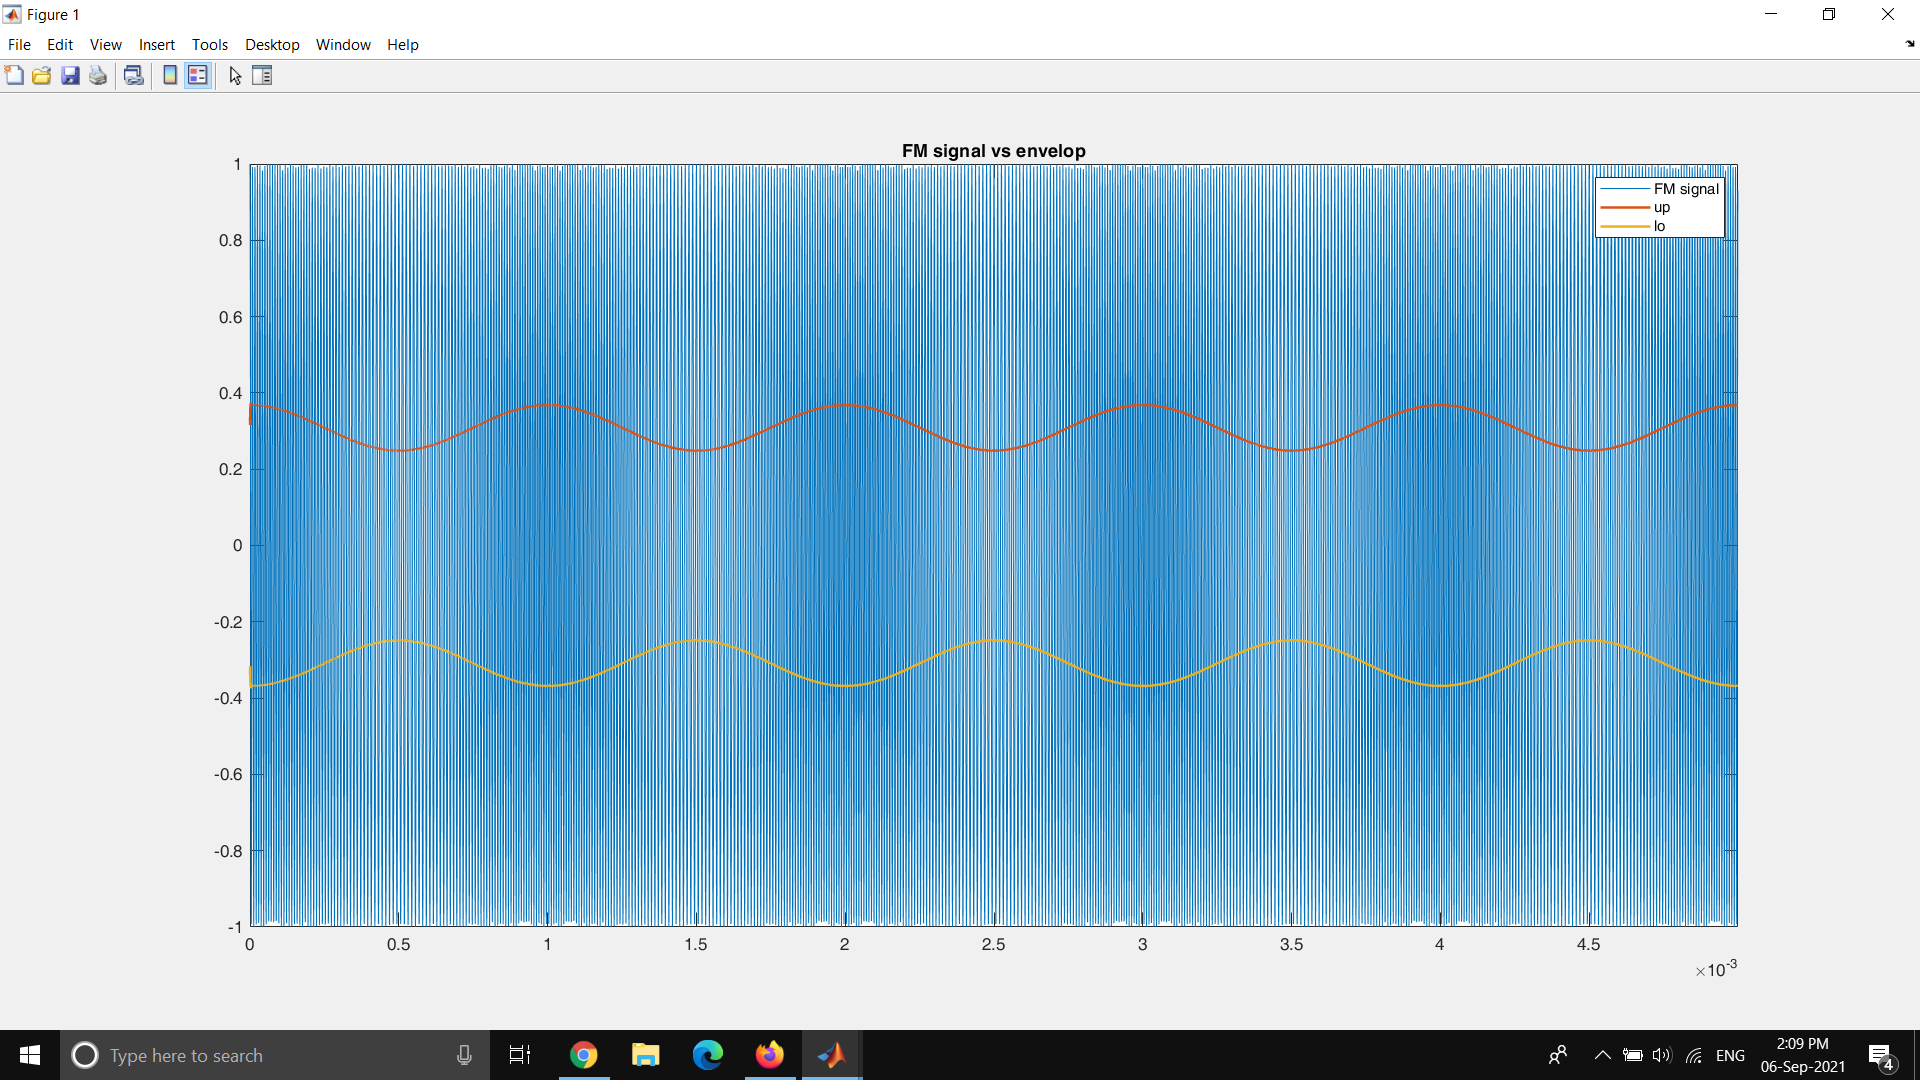 Figure 1
File Edit View Insert Tools Desktop Window Help
FM signal vs envelop
1
0.8
0.6
0.4
0.2
0
-0.2
-0.4
-0.6
-0.8
-1
FM signal
up
lo
0 0.5 1 1.5 2 2.5 3 3.5 4 4.5
×10-3
Type here to search
ENG
2:09 PM
06-Sep-2021
4